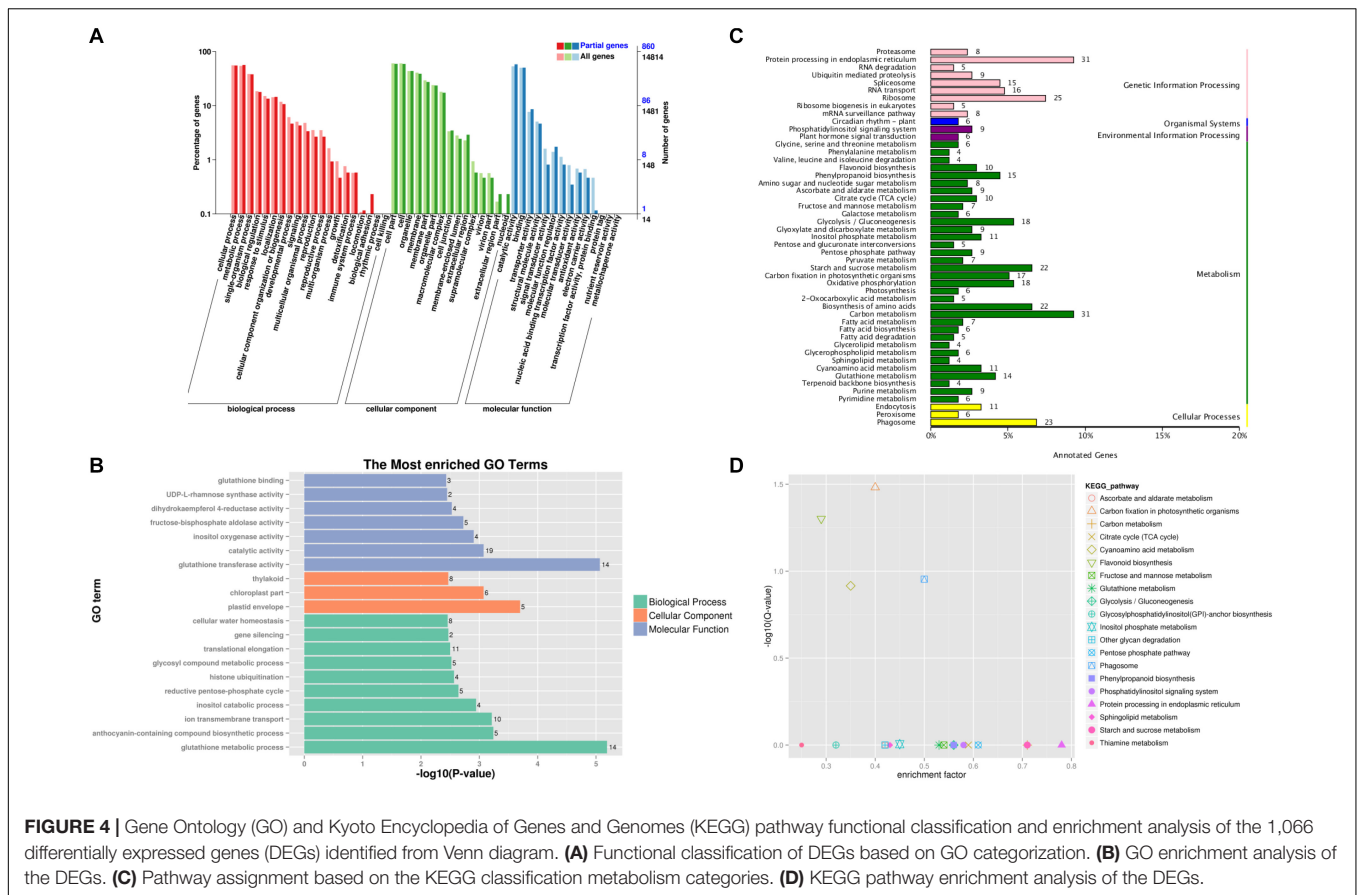 A
Partial genes
All genes
100
10
1
0.1
Percentage of genes
860
14814
86
1481
8
148
1
14
Number of genes
cellular process
metabolic process
single-organism process
biological regulation
response to stimulus
localization
cellular component organization or biogenesis
developmental process
signaling
multicellular organismal process
reproduction
reproductive process
multi-organism process
growth
detoxification
immune system process
locomotion
biological adhesion
rhythmic process
cell killing
cell part
cell
organelle
membrane
membrane part
organelle part
macromolecular complex
cell junction
membrane-enclosed lumen
extracellular region
supramolecular complex
virion
virion part
extracellular region part
nucleoid
catalytic activity
binding
transporter activity
structural molecule activity
signal transducer activity
molecular function regulator
nucleic acid binding transcription factor activity
molecular transducer activity
antioxidant activity
electron carrier activity
transcription factor activity, protein binding
protein tag
nutrient reservoir activity
metallochaperone activity
biological process
cellular component
molecular function
B
The Most enriched GO Terms
GO term
glutathione binding 3
UDP-L-rhamnose synthase activity 2
dihydrokaempferol 4-reductase activity 4
fructose-bisphosphate aldolase activity 5
inositol oxygenase activity 4
catalytic activity 19
glutathione transferase activity 14
thylakoid 8
chloroplast part 6
plastid envelope 5
cellular water homeostasis 8
gene silencing 2
translational elongation 11
glycosyl compound metabolic process 5
histone ubiquitination 4
reductive pentose-phosphate cycle 5
inositol catabolic process 4
ion transmembrane transport 10
anthocyanin-containing compound biosynthetic process 5
glutathione metabolic process 14
0 1 2 3 4 5
-log10(P-value)
Biological Process
Cellular Component
Molecular Function
C
Proteasome 8
Protein processing in endoplasmic reticulum 31
RNA degradation 5
Ubiquitin mediated proteolysis 9
Spliceosome 15
RNA transport 16
Ribosome 25
Ribosome biogenesis in eukaryotes 5
mRNA surveillance pathway 8
Circadian rhythm - plant 6
Phosphatidylinositol signaling system 9
Plant hormone signal transduction 6
Glycine, serine and threonine metabolism 6
Phenylalanine metabolism 4
Valine, leucine and isoleucine degradation 4
Flavonoid biosynthesis 10
Phenylpropanoid biosynthesis 15
Amino sugar and nucleotide sugar metabolism 8
Ascorbate and aldarate metabolism 9
Citrate cycle (TCA cycle) 10
Fructose and mannose metabolism 7
Galactose metabolism 6
Glycolysis / Gluconeogenesis 18
Glyoxylate and dicarboxylate metabolism 9
Inositol phosphate metabolism 11
Pentose and glucuronate interconversions 5
Pentose phosphate pathway 9
Pyruvate metabolism 7
Starch and sucrose metabolism 22
Carbon fixation in photosynthetic organisms 17
Oxidative phosphorylation 18
Photosynthesis 6
2-Oxocarboxylic acid metabolism 5
Biosynthesis of amino acids 22
Carbon metabolism 31
Fatty acid metabolism 7
Fatty acid biosynthesis 6
Fatty acid degradation 5
Glycerolipid metabolism 4
Glycerophospholipid metabolism 6
Sphingolipid metabolism 4
Cyanoamino acid metabolism 11
Glutathione metabolism 14
Terpenoid backbone biosynthesis 4
Purine metabolism 9
Pyrimidine metabolism 6
Endocytosis 11
Peroxisome 6
Phagosome 23
Genetic Information Processing
Organismal Systems
Environmental Information Processing
Metabolism
Cellular Processes
0% 5% 10% 15% 20%
Annotated Genes
D
1.5
1.0
0.5
0.0
-log10(Q-value)
0.3 0.4 0.5 0.6 0.7 0.8
enrichment factor
KEGG_pathway
Ascorbate and aldarate metabolism
Carbon fixation in photosynthetic organisms
Carbon metabolism
Citrate cycle (TCA cycle)
Cyanoamino acid metabolism
Flavonoid biosynthesis
Fructose and mannose metabolism
Glutathione metabolism
Glycolysis / Gluconeogenesis
Glycosylphosphatidylinositol(GPI)-anchor biosynthesis
Inositol phosphate metabolism
Other glycan degradation
Pentose phosphate pathway
Phagosome
Phenylpropanoid biosynthesis
Phosphatidylinositol signaling system
Protein processing in endoplasmic reticulum
Sphingolipid metabolism
Starch and sucrose metabolism
Thiamine metabolism
FIGURE 4 | Gene Ontology (GO) and Kyoto Encyclopedia of Genes and Genomes (KEGG) pathway functional classification and enrichment analysis of the 1,066
differentially expressed genes (DEGs) identified from Venn diagram. (A) Functional classification of DEGs based on GO categorization. (B) GO enrichment analysis of
the DEGs. (C) Pathway assignment based on the KEGG classification metabolism categories. (D) KEGG pathway enrichment analysis of the DEGs.